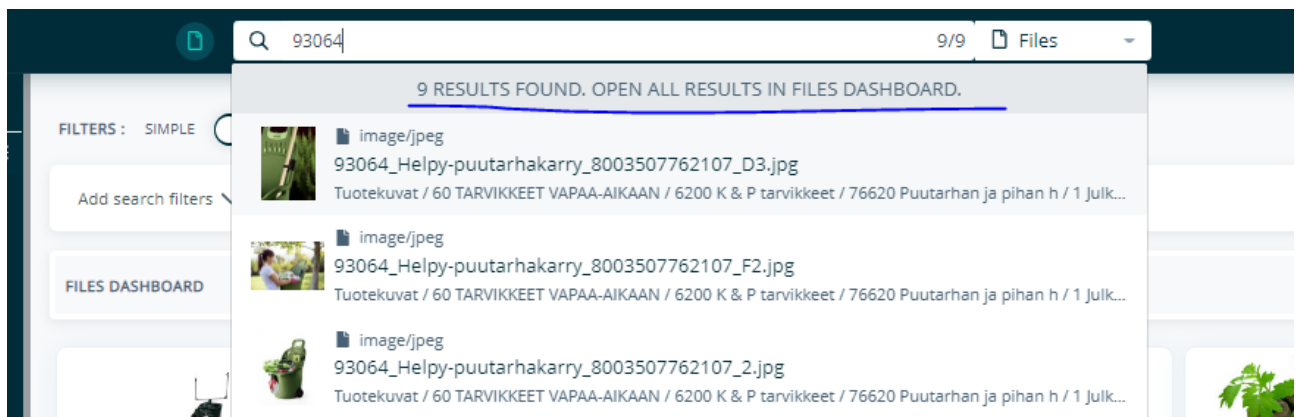 93064
9/9
Files
9 RESULTS FOUND. OPEN ALL RESULTS IN FILES DASHBOARD.
FILTERS : SIMPLE
Add search filters
FILES DASHBOARD
image/jpeg
93064_Helpy-puutarhakarry_8003507762107_D3.jpg
Tuotekuvat / 60 TARVIKKEET VAPAA-AIKAAN / 6200 K & P tarvikkeet / 76620 Puutarhan ja pihan h / 1 Julk...
image/jpeg
93064_Helpy-puutarhakarry_8003507762107_F2.jpg
Tuotekuvat / 60 TARVIKKEET VAPAA-AIKAAN / 6200 K & P tarvikkeet / 76620 Puutarhan ja pihan h / 1 Julk...
image/jpeg
93064_Helpy-puutarhakarry_8003507762107_2.jpg
Tuotekuvat / 60 TARVIKKEET VAPAA-AIKAAN / 6200 K & P tarvikkeet / 76620 Puutarhan ja pihan h / 1 Julk...